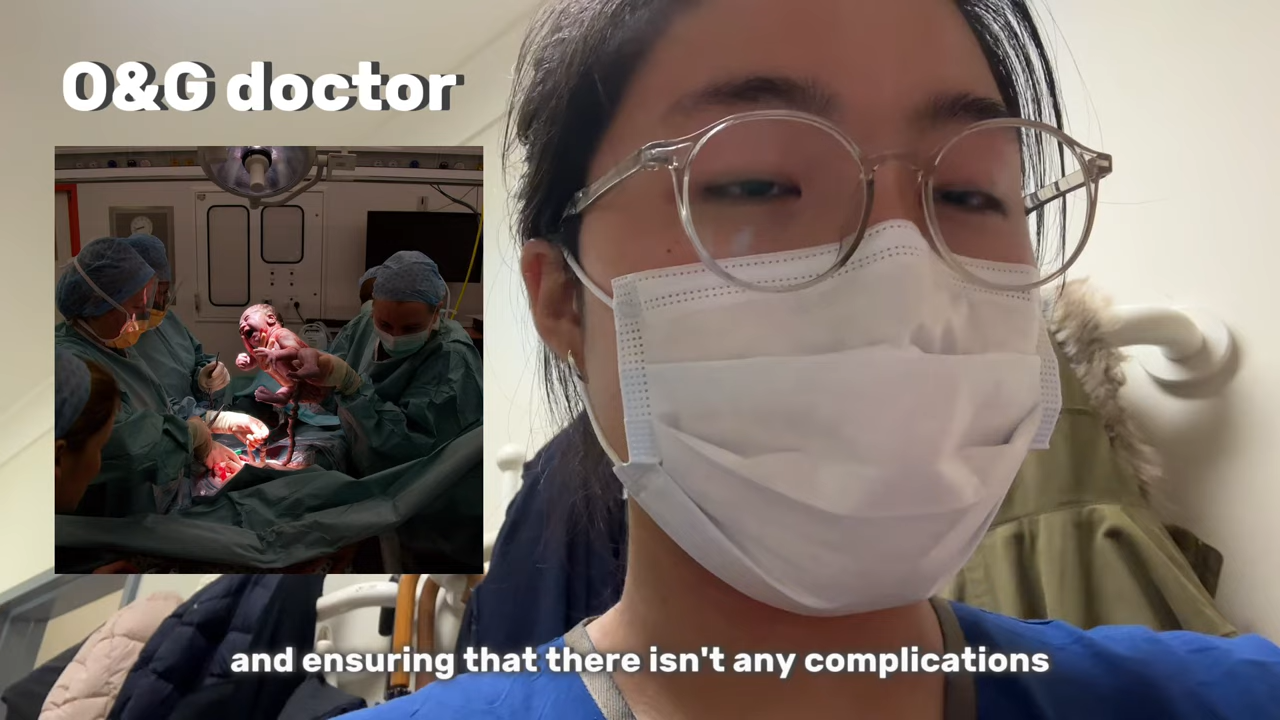 O&G doctor
and ensuring that there isn't any complications